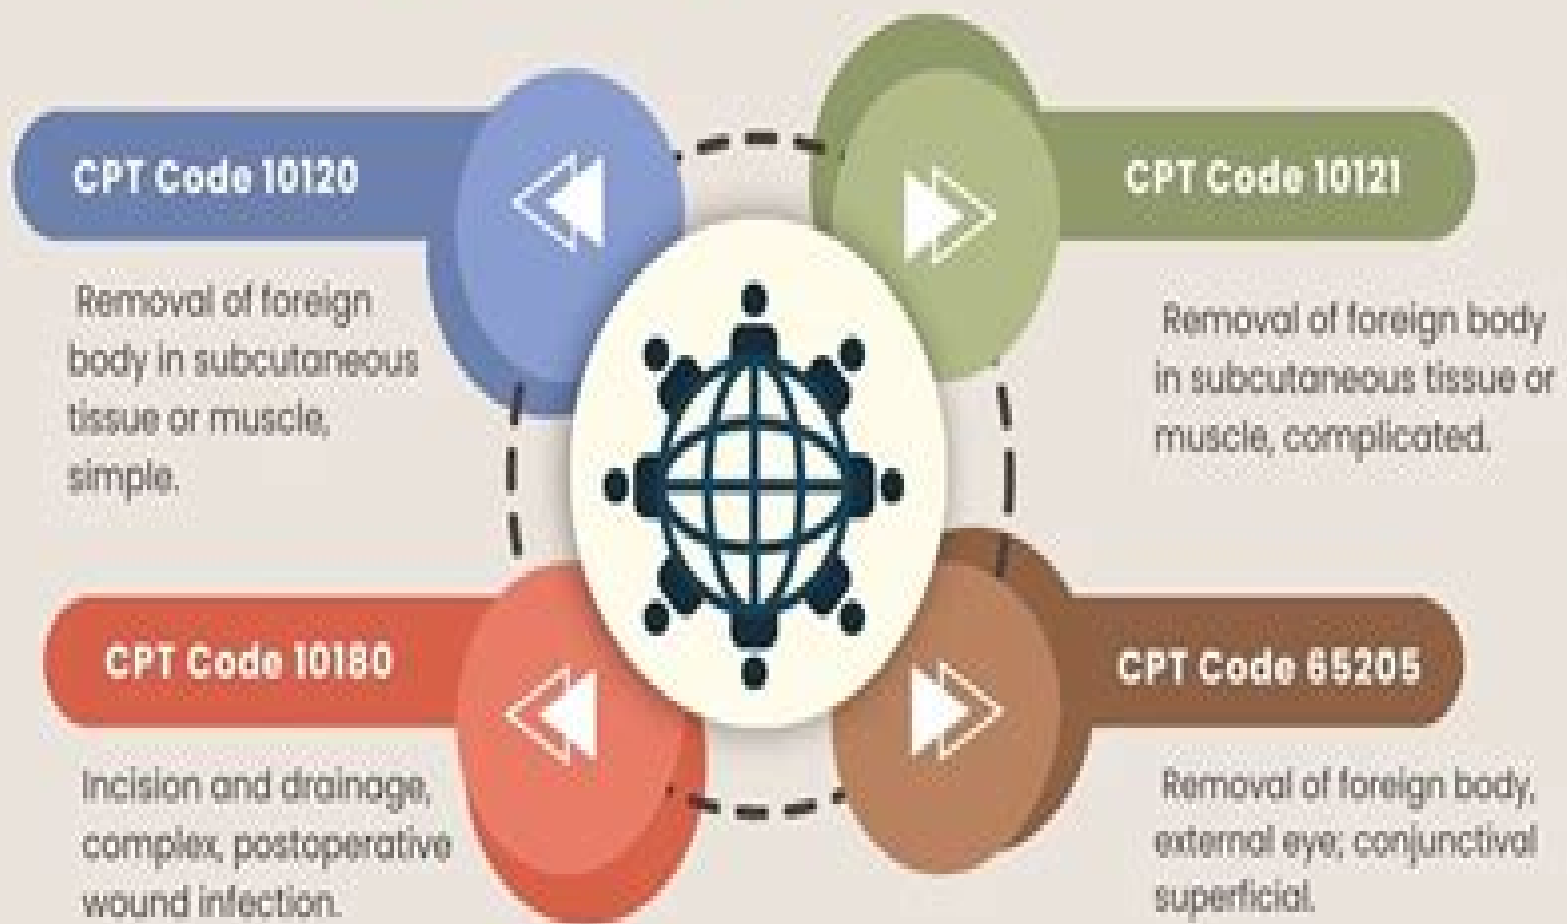 CPT Code 10120
Removal of foreign
body in subcutaneous
tissue or muscle,
simple.
CPT Code 10121
Removal of foreign body
in subcutaneous tissue or
muscle, complicated.
CPT Code 10180
Incision and drainage,
complex, postoperative
wound infection.
CPT Code 65205
Removal of foreign body,
external eye; conjunctival
superficial.